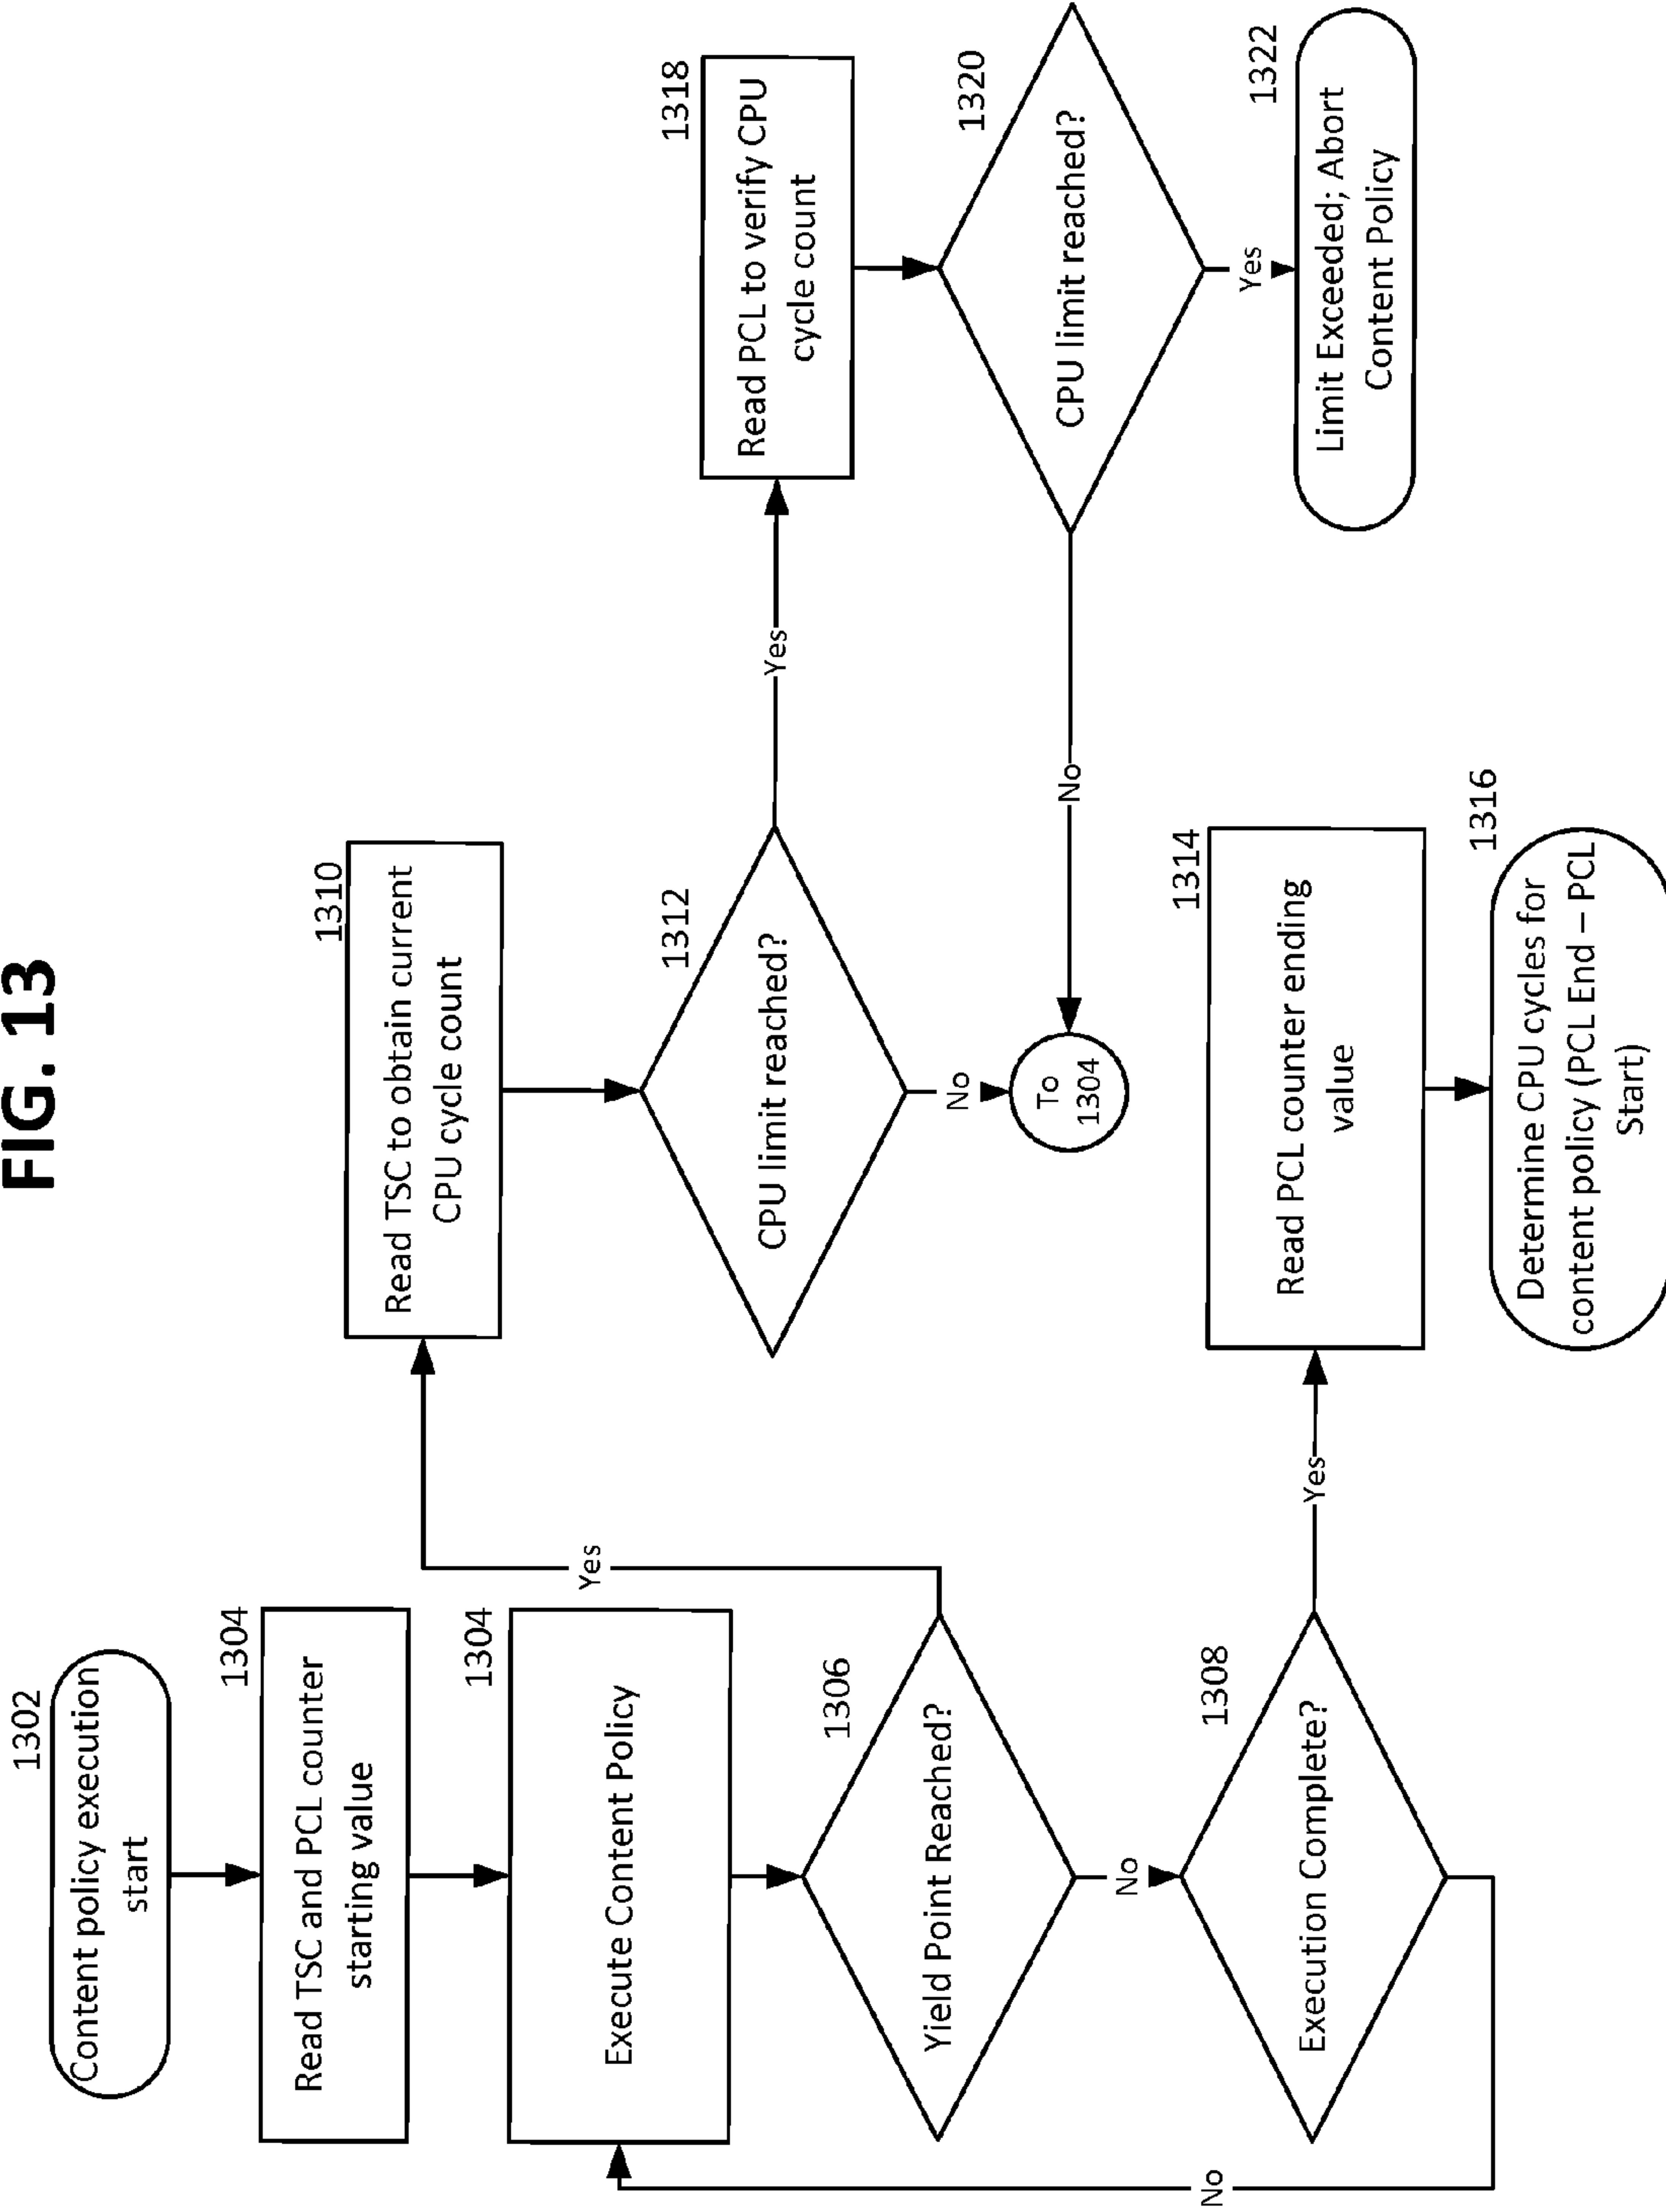 FIG. 13
1302
Content policy execution
start
1304
Read TSC and PCL counter
starting value
1304
Execute Content Policy
1306
Yield Point Reached?
Yes
No
1308
Execution Complete?
No
Yes
1310
Read TSC to obtain current
CPU cycle count
1312
CPU limit reached?
Yes
No
To
1304
1314
Read PCL counter ending
value
1316
Determine CPU cycles for
content policy (PCL End – PCL
Start)
1318
Read PCL to verify CPU
cycle count
1320
CPU limit reached?
No
Yes
1322
Limit Exceeded; Abort
Content Policy